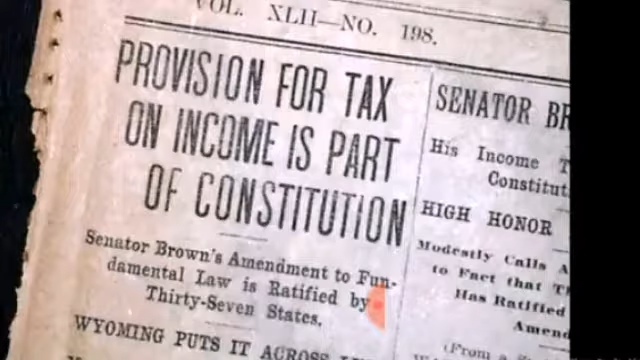 VOL. XLII—NO. 198.
PROVISION FOR TAX
ON INCOME IS PART
OF CONSTITUTION
Senator Brown's Amendment to Fun-
damental Law is Ratified by
Thirty-Seven States.
WYOMING PUTS IT ACROSS
SENATOR BR
His Income T
Constitut
HIGH HONOR
Modestly Calls A
to Fact that T
Has Ratified
Amend
(From a